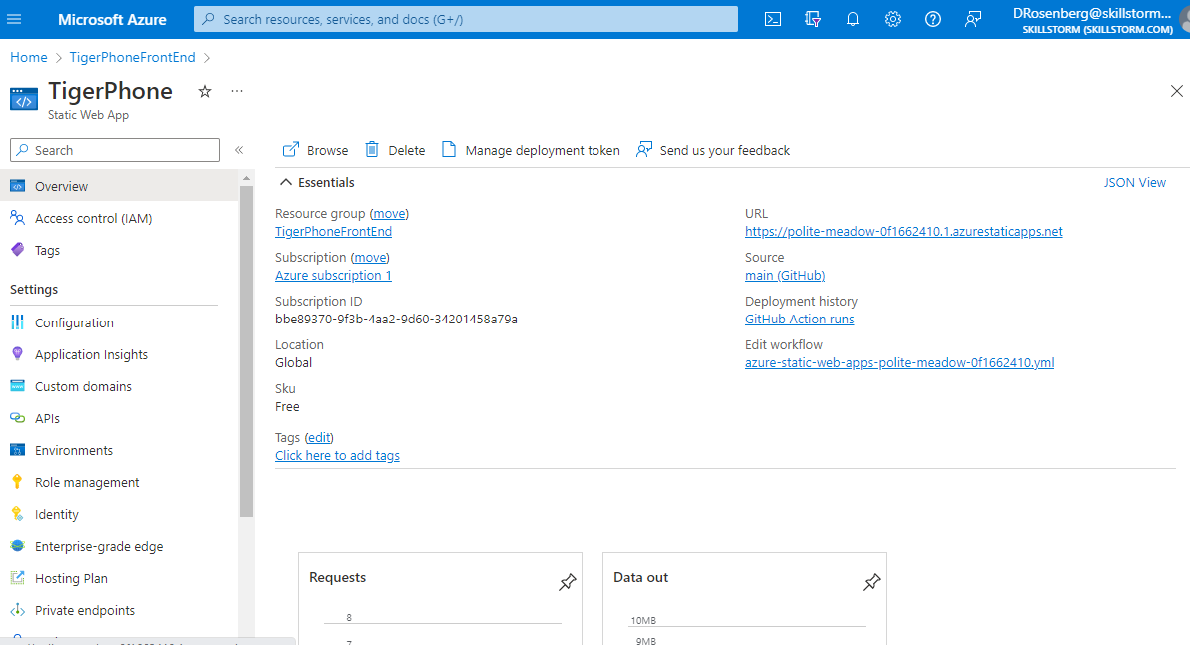 Microsoft Azure
Search resources, services, and docs (G+/)
DRosenberg@skillstorm...
SKILLSTORM (SKILLSTORM.COM)
Home > TigerPhoneFrontEnd >
TigerPhone
Static Web App
Search
«
Browse
Delete
Manage deployment token
Send us your feedback
Overview
Access control (IAM)
Tags
Settings
Configuration
Application Insights
Custom domains
APIs
Environments
Role management
Identity
Enterprise-grade edge
Hosting Plan
Private endpoints
Essentials
JSON View
Resource group (move)
TigerPhoneFrontEnd
Subscription (move)
Azure subscription 1
Subscription ID
bbe89370-9f3b-4aa2-9d60-34201458a79a
Location
Global
Sku
Free
Tags (edit)
Click here to add tags
URL
https://polite-meadow-0f1662410.1.azurestaticapps.net
Source
main (GitHub)
Deployment history
GitHub Action runs
Edit workflow
azure-static-web-apps-polite-meadow-0f1662410.yml
Requests
8
7
Data out
10MB
9MB